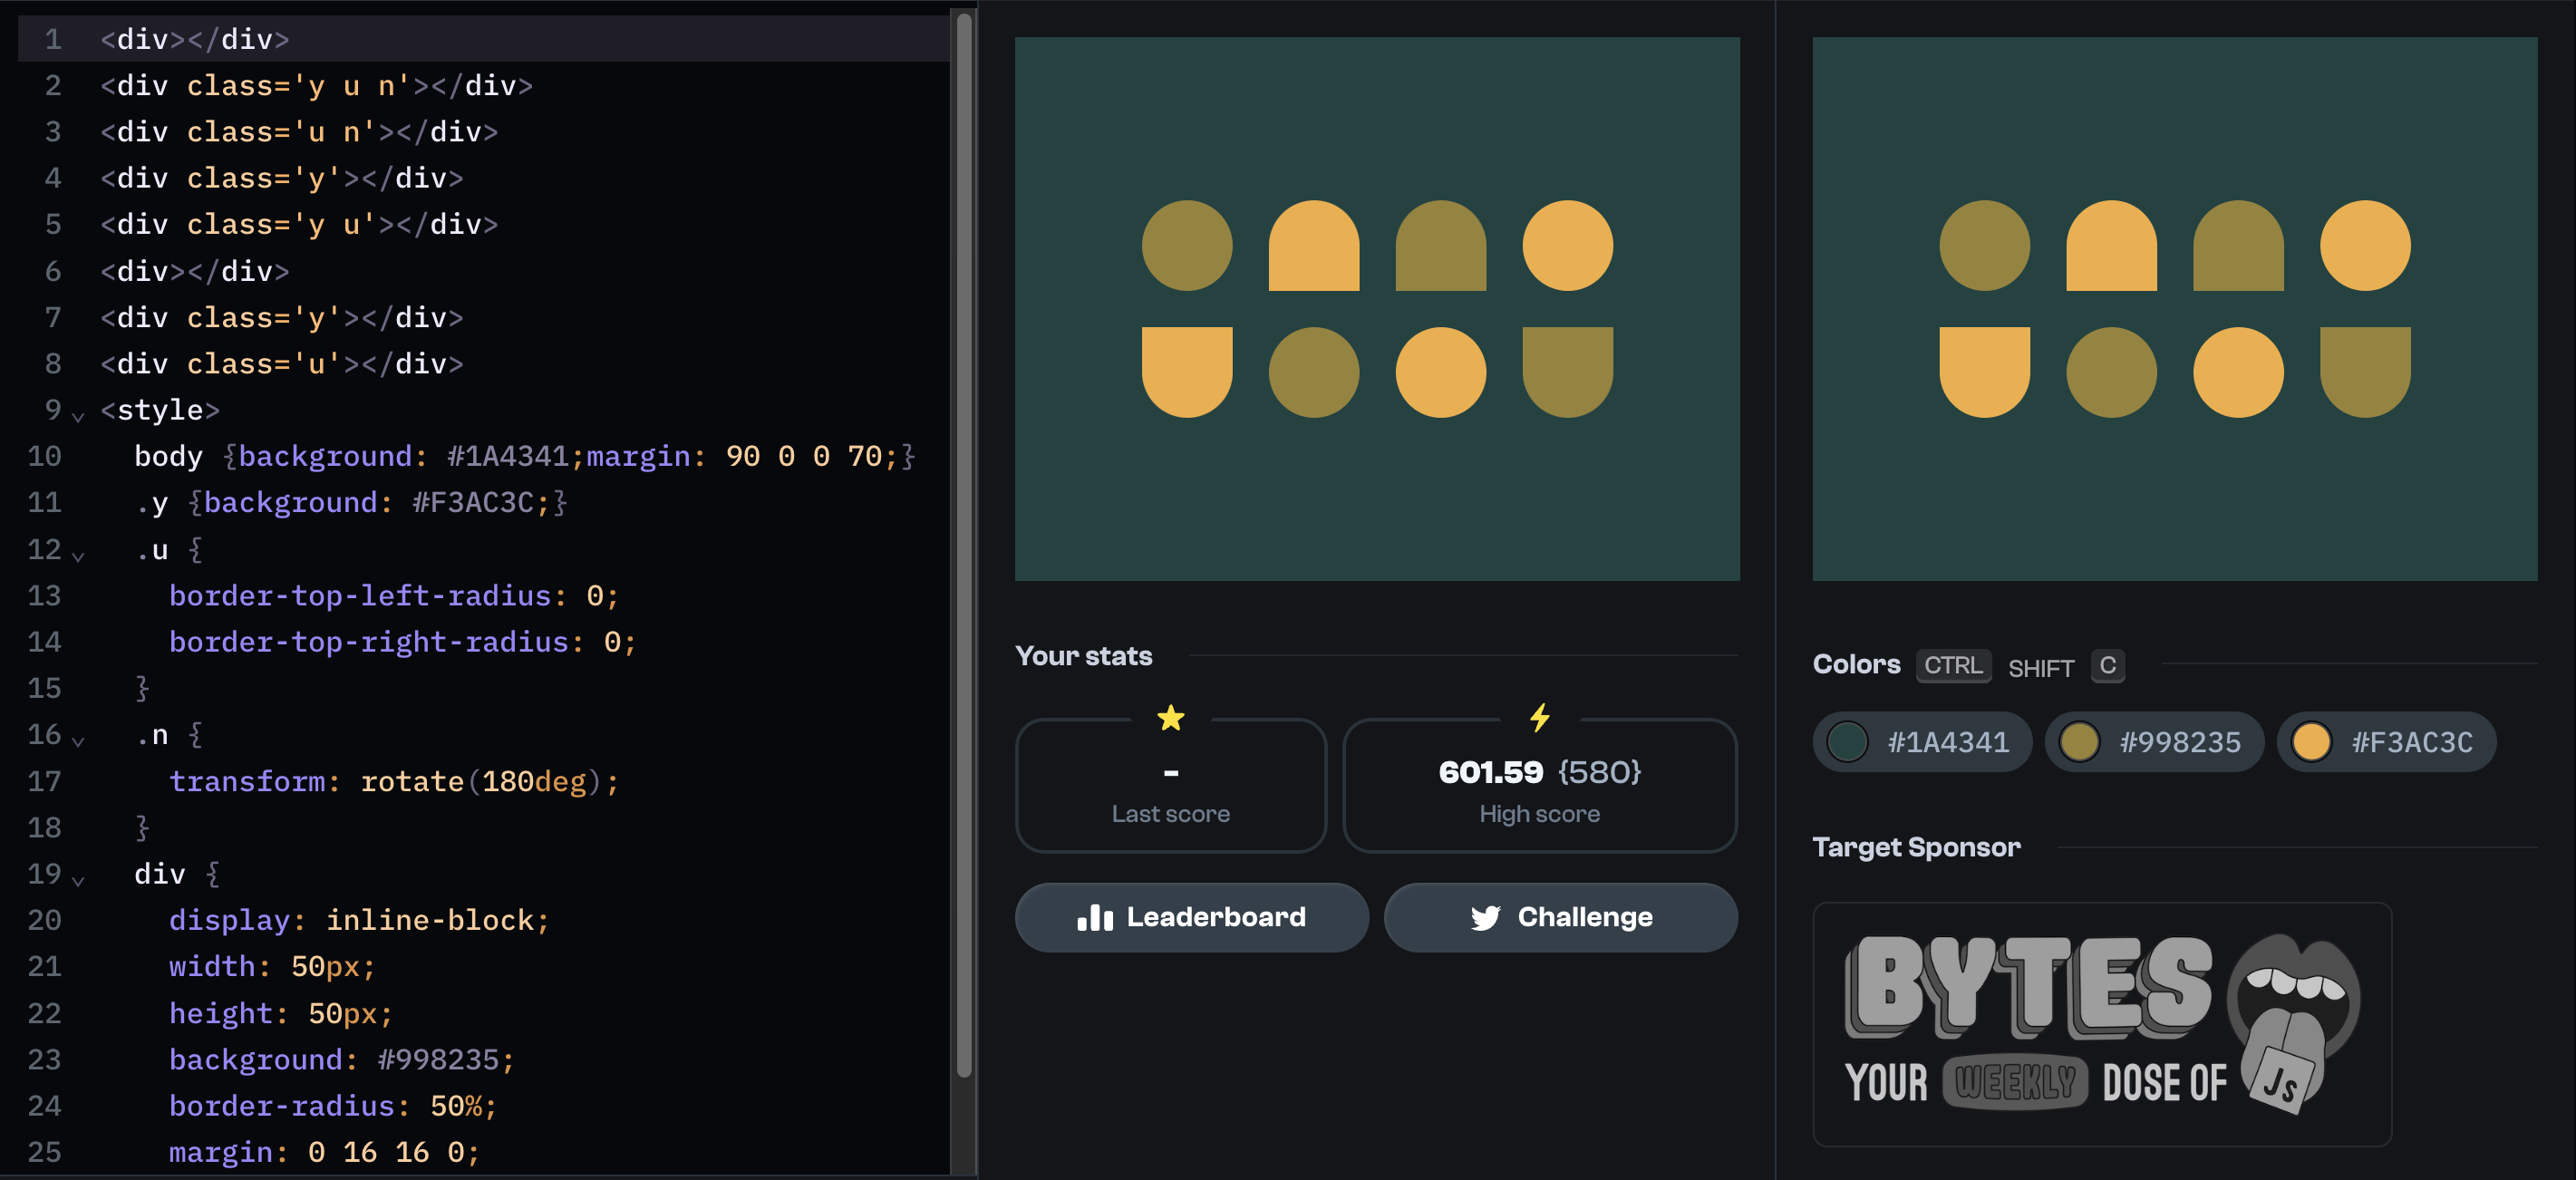 1 <div></div>
2 <div class='y u n'></div>
3 <div class='u n'></div>
4 <div class='y'></div>
5 <div class='y u'></div>
6 <div></div>
7 <div class='y'></div>
8 <div class='u'></div>
9 <style>
10 body {background: #1A4341;margin: 90 0 0 70;}
11 .y {background: #F3AC3C;}
12 .u {
13 border-top-left-radius: 0;
14 border-top-right-radius: 0;
15 }
16 .n {
17 transform: rotate(180deg);
18 }
19 div {
20 display: inline-block;
21 width: 50px;
22 height: 50px;
23 background: #998235;
24 border-radius: 50%;
25 margin: 0 16 16 0;
Your stats
-
Last score
601.59 {580}
High score
Leaderboard
Challenge
Colors CTRL SHIFT C
#1A4341 #998235 #F3AC3C
Target Sponsor
BYTES
YOUR WEEKLY DOSE OF JS